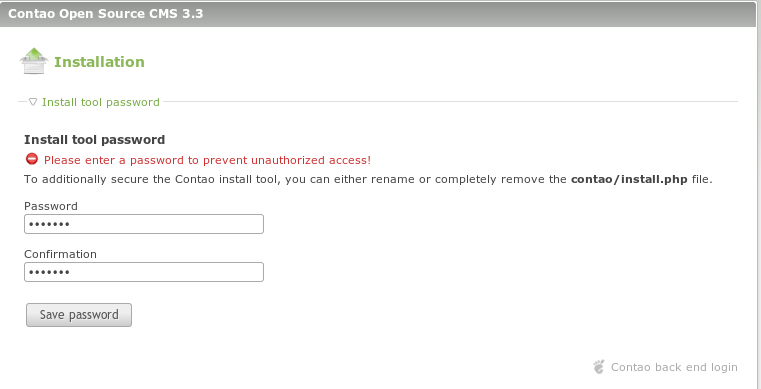 Contao Open Source CMS 3.3
Installation
Install tool password
Install tool password
Please enter a password to prevent unauthorized access!
To additionally secure the Contao install tool, you can either rename or completely remove the contao/install.php file.
Password
•••••••
Confirmation
•••••••
Save password
Contao back end login